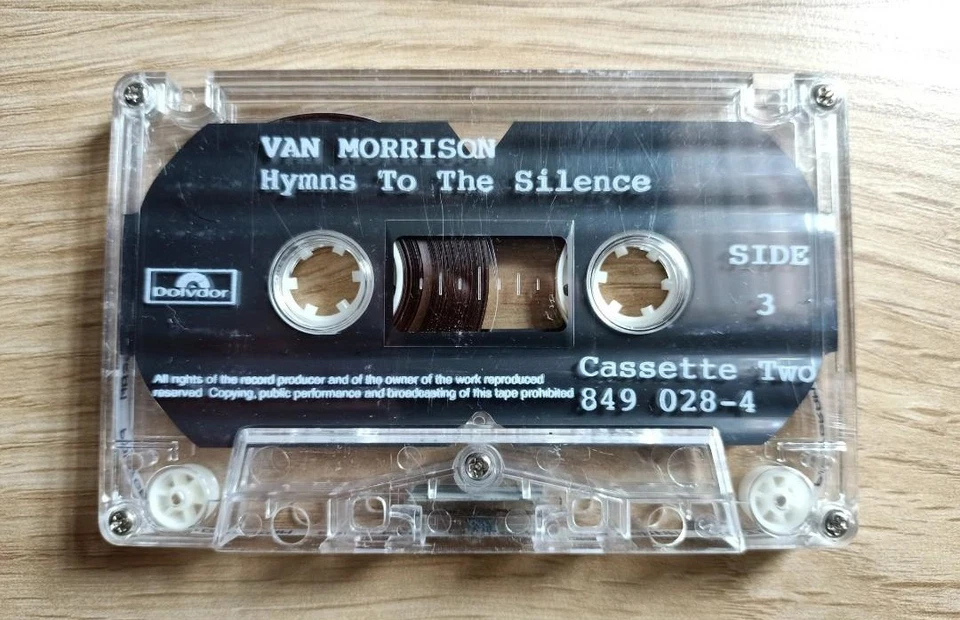 VAN MORRISON
Hymns To The Silence
SIDE
3
Polydor
Cassette Two
849 028-4
All rights of the record producer and of the owner of the work reproduced
reserved Copying, public performance and broadcasting of this tape prohibited